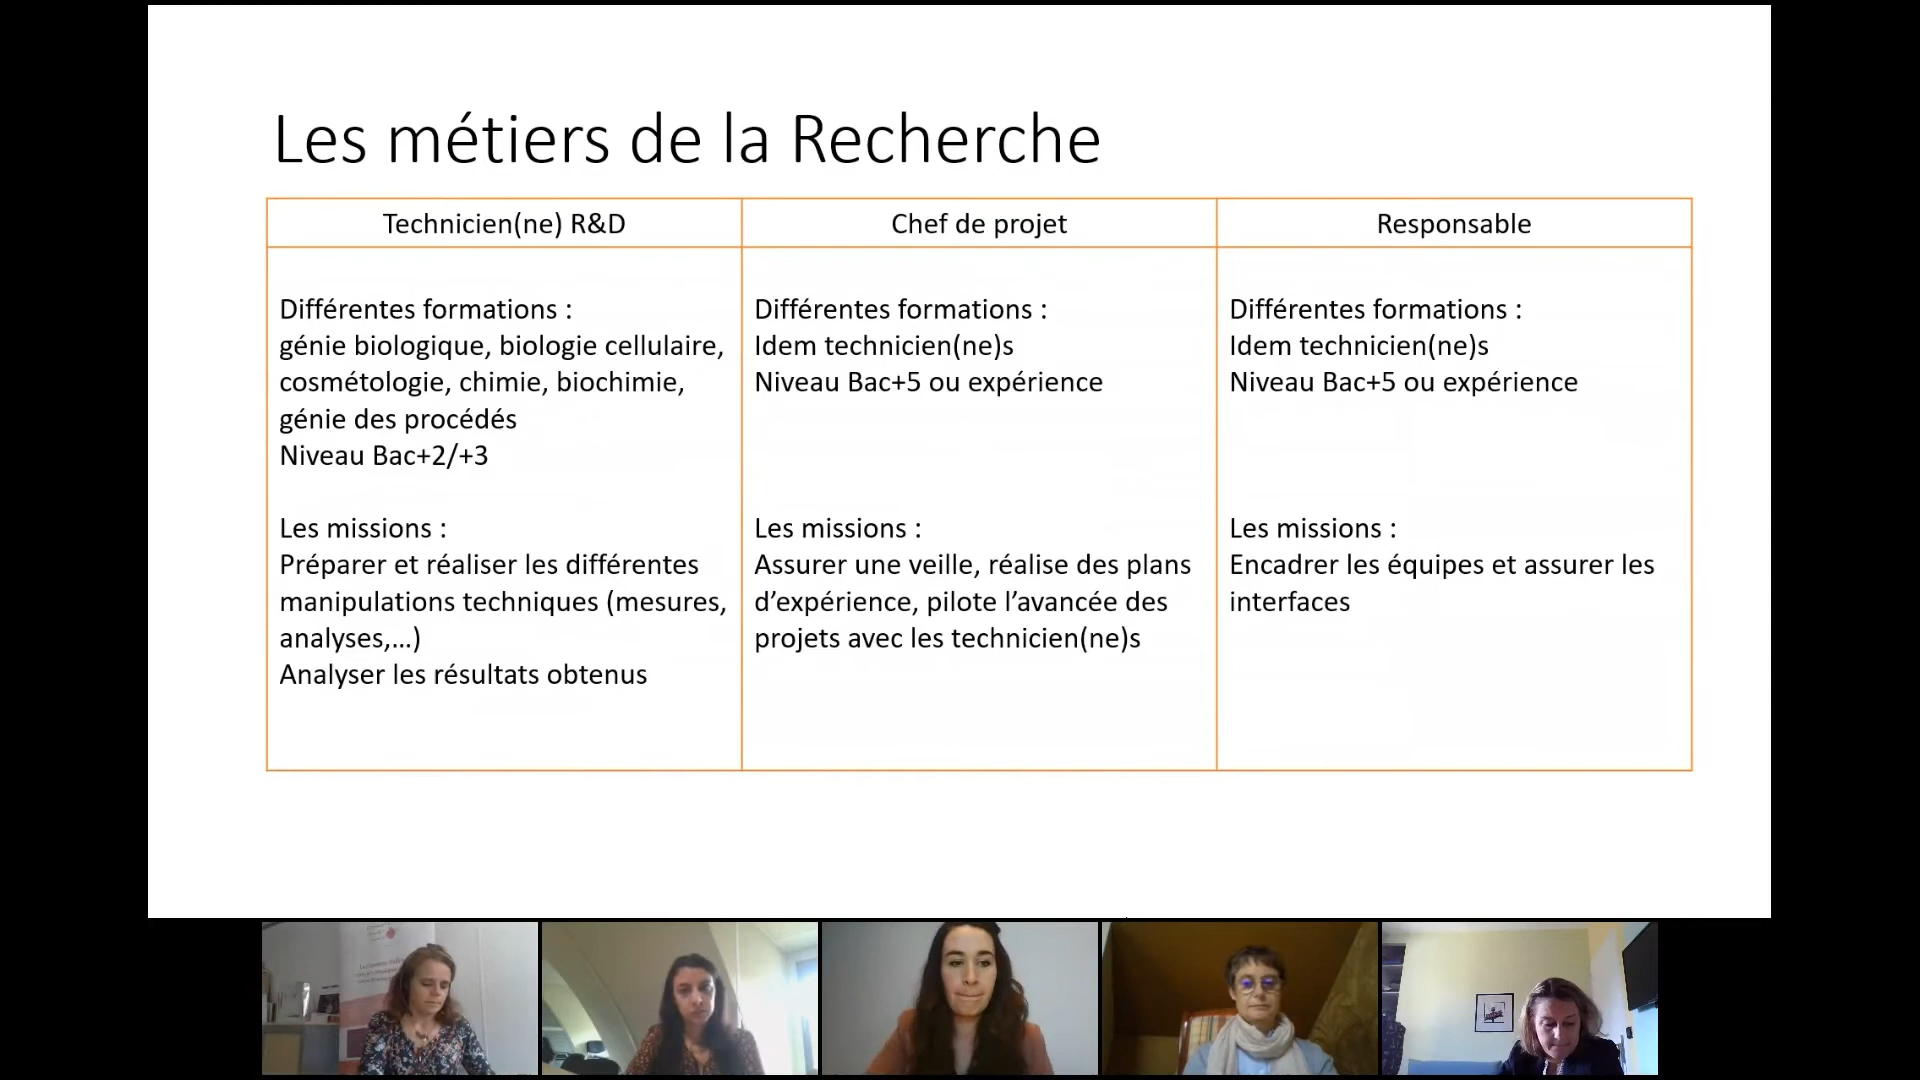 Les métiers de la Recherche
Technicien(ne) R&D
Chef de projet
Responsable
Différentes formations :
génie biologique, biologie cellulaire,
cosmétologie, chimie, biochimie,
génie des procédés
Niveau Bac+2/+3
Les missions :
Préparer et réaliser les différentes
manipulations techniques (mesures,
analyses,...)
Analyser les résultats obtenus
Différentes formations :
Idem technicien(ne)s
Niveau Bac+5 ou expérience
Les missions :
Assurer une veille, réalise des plans
d’expérience, pilote l’avancée des
projets avec les technicien(ne)s
Différentes formations :
Idem technicien(ne)s
Niveau Bac+5 ou expérience
Les missions :
Encadrer les équipes et assurer les
interfaces